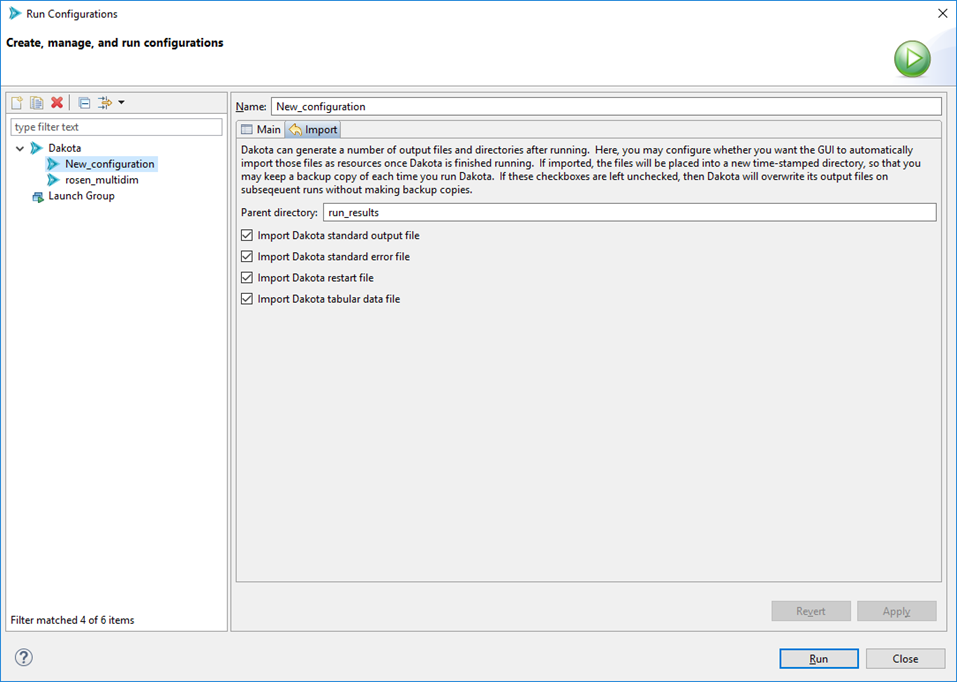 Run Configurations
Create, manage, and run configurations
type filter text
Dakota
New_configuration
rosen_multidim
Launch Group
Filter matched 4 of 6 items
Name: New_configuration
Main Import
Dakota can generate a number of output files and directories after running. Here, you may configure whether you want the GUI to automatically
import those files as resources once Dakota is finished running. If imported, the files will be placed into a new time-stamped directory, so that you
may keep a backup copy of each time you run Dakota. If these checkboxes are left unchecked, then Dakota will overwrite its output files on
subseqeuent runs without making backup copies.
Parent directory: run_results
Import Dakota standard output file
Import Dakota standard error file
Import Dakota restart file
Import Dakota tabular data file
Revert Apply
Run Close